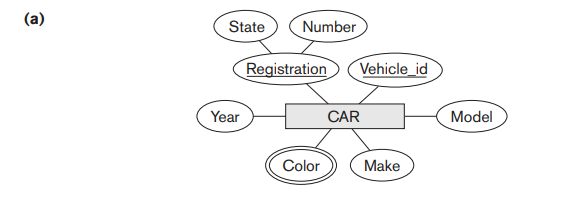 (a)
State
Number
Registration
Vehicle_id
Year
CAR
Model
Color
Make